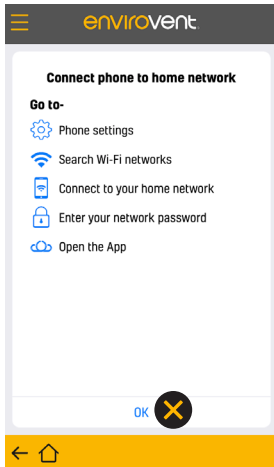 envirovent
Connect phone to home network
Go to-
Phone settings
Search Wi-Fi networks
Connect to your home network
Enter your network password
Open the App
OK